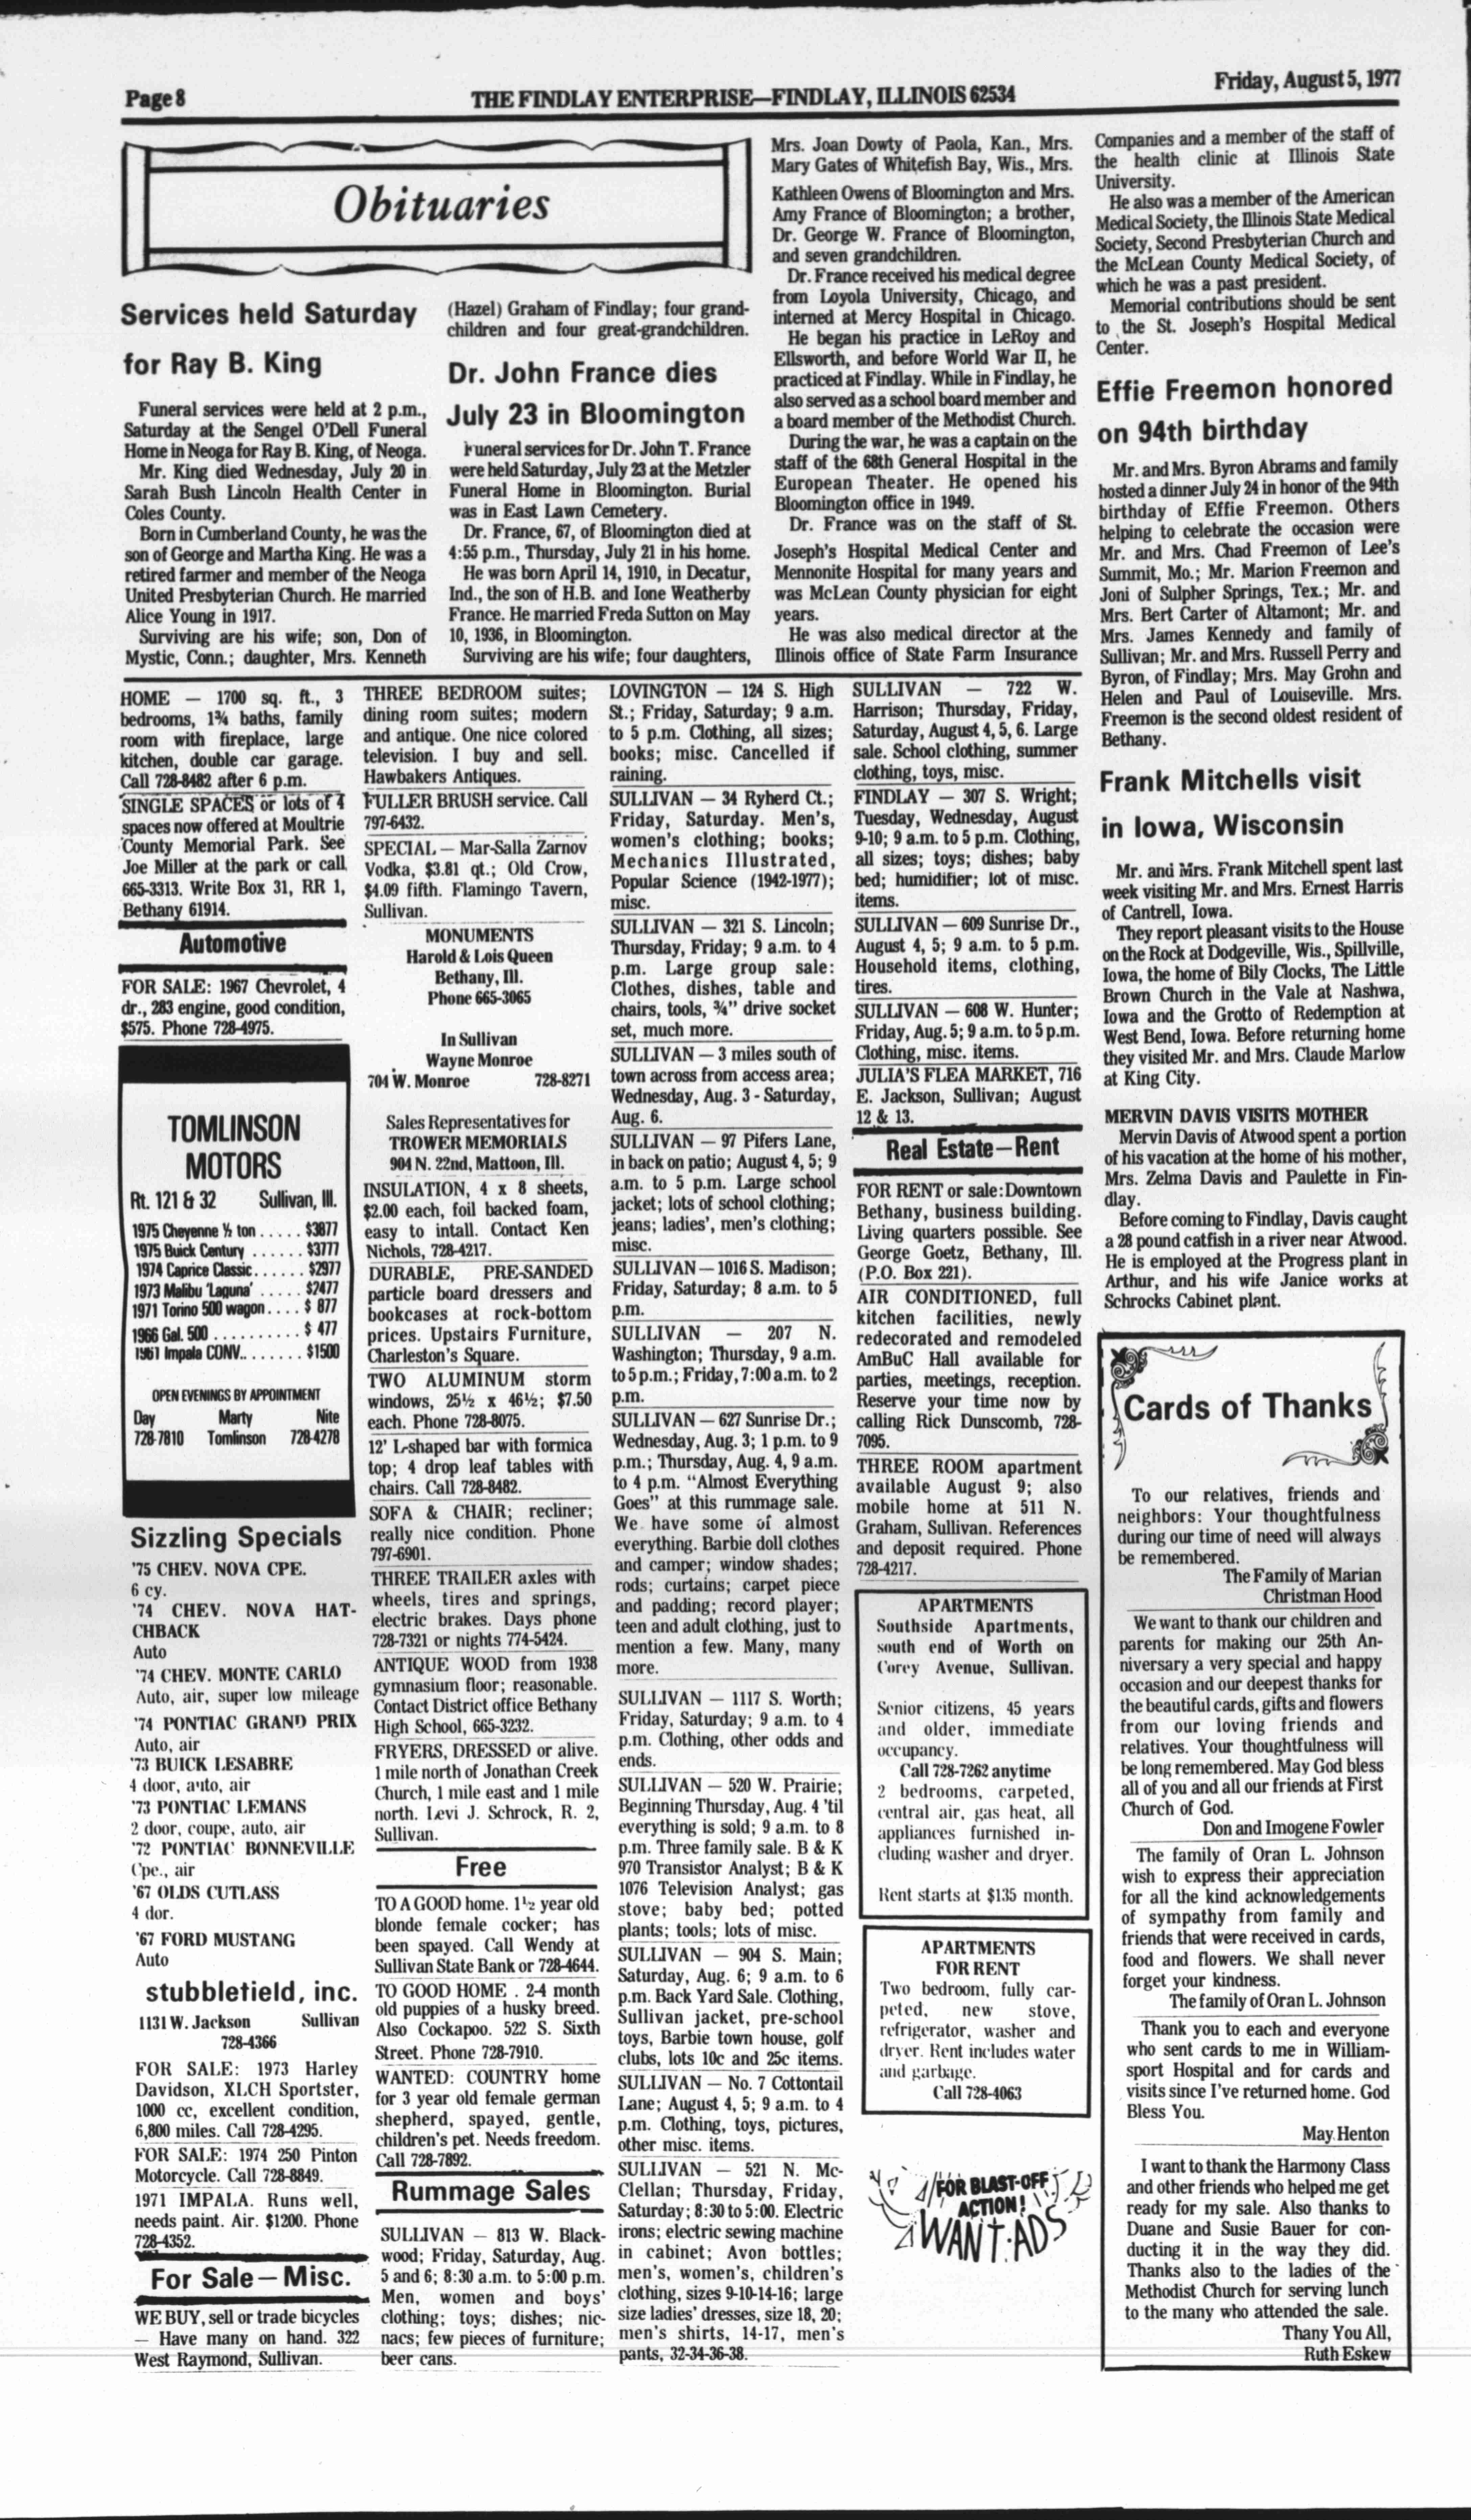 Page 8
THE FINDLAY ENTERPRISE—FINDLAY, ILLINOIS 62534
Friday, August 5, 1977
Obituaries
Services held Saturday
for Ray B. King
Funeral services were held at 2 p.m.,
Saturday at the Sengel O'Dell Funeral
Home in Neoga for Ray B. King, of Neoga.
Mr. King died Wednesday, July 20 in
Sarah Bush Lincoln Health Center in
Coles County.
Born in Cumberland County, he was the
son of George and Martha King. He was a
retired farmer and member of the Neoga
United Presbyterian Church. He married
Alice Young in 1917.
Surviving are his wife; son, Don of
Mystic, Conn.; daughter, Mrs. Kenneth
(Hazel) Graham of Findlay; four grand-
children and four great-grandchildren.
Dr. John France dies
July 23 in Bloomington
Funeral services for Dr. John T. France
were held Saturday, July 23 at the Metzler
Funeral Home in Bloomington. Burial
was in East Lawn Cemetery.
Dr. France, 67, of Bloomington died at
4:55 p.m., Thursday, July 21 in his home.
He was born April 14, 1910, in Decatur,
Ind., the son of H.B. and Ione Weatherby
France. He married Freda Sutton on May
10, 1936, in Bloomington.
Surviving are his wife; four daughters,
Mrs. Joan Dowty of Paola, Kan., Mrs.
Mary Gates of Whitefish Bay, Wis., Mrs.
Kathleen Owens of Bloomington and Mrs.
Amy France of Bloomington; a brother,
Dr. George W. France of Bloomington,
and seven grandchildren.
Dr. France received his medical degree
from Loyola University, Chicago, and
interned at Mercy Hospital in Chicago.
He began his practice in LeRoy and
Ellsworth, and before World War II, he
practiced at Findlay. While in Findlay, he
also served as a school board member and
a board member of the Methodist Church.
During the war, he was a captain on the
staff of the 68th General Hospital in the
European Theater. He opened his
Bloomington office in 1949.
Dr. France was on the staff of St.
Joseph's Hospital Medical Center and
Mennonite Hospital for many years and
was McLean County physician for eight
years.
He was also medical director at the
Illinois office of State Farm Insurance
Companies and a member of the staff of
the health clinic at Illinois State
University.
He also was a member of the American
Medical Society, the Illinois State Medical
Society, Second Presbyterian Church and
the McLean County Medical Society, of
which he was a past president.
Memorial contributions should be sent
to the St. Joseph's Hospital Medical
Center.
Effie Freemon honored
on 94th birthday
Mr. and Mrs. Byron Abrams and family
hosted a dinner July 24 in honor of the 94th
birthday of Effie Freemon. Others
helping to celebrate the occasion were
Mr. and Mrs. Chad Freemon of Lee's
Summit, Mo.; Mr. Marion Freemon and
Joni of Sulpher Springs, Tex.; Mr. and
Mrs. Bert Carter of Altamont; Mr. and
Mrs. James Kennedy and family of
Sullivan; Mr. and Mrs. Russell Perry and
Byron, of Findlay; Mrs. May Grohn and
Helen and Paul of Louiseville. Mrs.
Freemon is the second oldest resident of
Bethany.
Frank Mitchells visit
in Iowa, Wisconsin
Mr. and Mrs. Frank Mitchell spent last
week visiting Mr. and Mrs. Ernest Harris
of Cantrell, Iowa.
They report pleasant visits to the House
on the Rock at Dodgeville, Wis., Spillville,
Iowa, the home of Bily Clocks, The Little
Brown Church in the Vale at Nashwa,
Iowa and the Grotto of Redemption at
West Bend, Iowa. Before returning home
they visited Mr. and Mrs. Claude Marlow
at King City.
MERVIN DAVIS VISITS MOTHER
Mervin Davis of Atwood spent a portion
of his vacation at the home of his mother,
Mrs. Zelma Davis and Paulette in Fin-
dlay.
Before coming to Findlay, Davis caught
a 28 pound catfish in a river near Atwood.
He is employed at the Progress plant in
Arthur, and his wife Janice works at
Schrocks Cabinet plant.
HOME — 1700 sq. ft., 3
bedrooms, 1¾ baths, family
room with fireplace, large
kitchen, double car garage.
Call 728-8482 after 6 p.m.
SINGLE SPACES or lots of 4
spaces now offered at Moultrie
County Memorial Park. See
Joe Miller at the park or call
665-3313. Write Box 31, RR 1,
Bethany 61914.
Automotive
FOR SALE: 1967 Chevrolet, 4
dr., 283 engine, good condition,
$575. Phone 728-4975.
TOMLINSON
MOTORS
Rt. 121 & 32 Sullivan, Ill.
1975 Cheyenne ½ ton . . . . . $3877
1975 Buick Century . . . . . . $3777
1974 Caprice Classic . . . . . . $2977
1973 Malibu 'Laguna' . . . . . $2477
1971 Torino 500 wagon . . . . $ 877
1966 Gal. 500 . . . . . . . . . . $ 477
1961 Impala CONV. . . . . . . . $1500
OPEN EVENINGS BY APPOINTMENT
Day Marty Nite
728-7810 Tomlinson 728-4278
Sizzling Specials
'75 CHEV. NOVA CPE.
6 cy.
'74 CHEV. NOVA HAT-
CHBACK
Auto
'74 CHEV. MONTE CARLO
Auto, air, super low mileage
'74 PONTIAC GRAND PRIX
Auto, air
'73 BUICK LESABRE
4 door, auto, air
'73 PONTIAC LEMANS
2 door, coupe, auto, air
'72 PONTIAC BONNEVILLE
Cpe., air
'67 OLDS CUTLASS
4 dor.
'67 FORD MUSTANG
Auto
stubblefield, inc.
1131 W. Jackson Sullivan
728-4366
FOR SALE: 1973 Harley
Davidson, XLCH Sportster,
1000 cc, excellent condition,
6,800 miles. Call 728-4295.
FOR SALE: 1974 250 Pinton
Motorcycle. Call 728-8849.
1971 IMPALA. Runs well,
needs paint. Air. $1200. Phone
728-4352.
For Sale—Misc.
WE BUY, sell or trade bicycles
— Have many on hand. 322
West Raymond, Sullivan.
THREE BEDROOM suites;
dining room suites; modern
and antique. One nice colored
television. I buy and sell.
Hawbakers Antiques.
FULLER BRUSH service. Call
797-6432.
SPECIAL — Mar-Salla Zarnov
Vodka, $3.81 qt.; Old Crow,
$4.09 fifth. Flamingo Tavern,
Sullivan.
MONUMENTS
Harold & Lois Queen
Bethany, Ill.
Phone 665-3065
In Sullivan
Wayne Monroe
704 W. Monroe 728-8271
Sales Representatives for
TROWER MEMORIALS
904 N. 22nd, Mattoon, Ill.
INSULATION, 4 x 8 sheets,
$2.00 each, foil backed foam,
easy to intall. Contact Ken
Nichols, 728-4217.
DURABLE, PRE-SANDED
particle board dressers and
bookcases at rock-bottom
prices. Upstairs Furniture,
Charleston's Square.
TWO ALUMINUM storm
windows, 25½ x 46½; $7.50
each. Phone 728-8075.
12' L-shaped bar with formica
top; 4 drop leaf tables with
chairs. Call 728-8482.
SOFA & CHAIR; recliner;
really nice condition. Phone
797-6901.
THREE TRAILER axles with
wheels, tires and springs,
electric brakes. Days phone
728-7321 or nights 774-5424.
ANTIQUE WOOD from 1938
gymnasium floor; reasonable.
Contact District office Bethany
High School, 665-3232.
FRYERS, DRESSED or alive.
1 mile north of Jonathan Creek
Church, 1 mile east and 1 mile
north. Levi J. Schrock, R. 2,
Sullivan.
Free
TO A GOOD home. 1½ year old
blonde female cocker; has
been spayed. Call Wendy at
Sullivan State Bank or 728-4644.
TO GOOD HOME . 2-4 month
old puppies of a husky breed.
Also Cockapoo. 522 S. Sixth
Street. Phone 728-7910.
WANTED: COUNTRY home
for 3 year old female german
shepherd, spayed, gentle,
children's pet. Needs freedom.
Call 728-7892.
Rummage Sales
SULLIVAN — 813 W. Black-
wood; Friday, Saturday, Aug.
5 and 6; 8:30 a.m. to 5:00 p.m.
Men, women and boys'
clothing; toys; dishes; nic-
nacs; few pieces of furniture;
beer cans.
LOVINGTON — 124 S. High
St.; Friday, Saturday; 9 a.m.
to 5 p.m. Clothing, all sizes;
books; misc. Cancelled if
raining.
SULLIVAN — 34 Ryherd Ct.;
Friday, Saturday. Men's,
women's clothing; books;
Mechanics Illustrated,
Popular Science (1942-1977);
misc.
SULLIVAN — 321 S. Lincoln;
Thursday, Friday; 9 a.m. to 4
p.m. Large group sale:
Clothes, dishes, table and
chairs, tools, ¾" drive socket
set, much more.
SULLIVAN — 3 miles south of
town across from access area;
Wednesday, Aug. 3 - Saturday,
Aug. 6.
SULLIVAN — 97 Pifers Lane,
in back on patio; August 4, 5; 9
a.m. to 5 p.m. Large school
jacket; lots of school clothing;
jeans; ladies', men's clothing;
misc.
SULLIVAN — 1016 S. Madison;
Friday, Saturday; 8 a.m. to 5
p.m.
SULLIVAN — 207 N.
Washington; Thursday, 9 a.m.
to 5 p.m.; Friday, 7:00 a.m. to 2
p.m.
SULLIVAN — 627 Sunrise Dr.;
Wednesday, Aug. 3; 1 p.m. to 9
p.m.; Thursday, Aug. 4, 9 a.m.
to 4 p.m. "Almost Everything
Goes" at this rummage sale.
We have some of almost
everything. Barbie doll clothes
and camper; window shades;
rods; curtains; carpet piece
and padding; record player;
teen and adult clothing, just to
mention a few. Many, many
more.
SULLIVAN — 1117 S. Worth;
Friday, Saturday; 9 a.m. to 4
p.m. Clothing, other odds and
ends.
SULLIVAN — 520 W. Prairie;
Beginning Thursday, Aug. 4 'til
everything is sold; 9 a.m. to 8
p.m. Three family sale. B & K
970 Transistor Analyst; B & K
1076 Television Analyst; gas
stove; baby bed; potted
plants; tools; lots of misc.
SULLIVAN — 904 S. Main;
Saturday, Aug. 6; 9 a.m. to 6
p.m. Back Yard Sale. Clothing,
Sullivan jacket, pre-school
toys, Barbie town house, golf
clubs, lots 10c and 25c items.
SULLIVAN — No. 7 Cottontail
Lane; August 4, 5; 9 a.m. to 4
p.m. Clothing, toys, pictures,
other misc. items.
SULLIVAN — 521 N. Mc-
Clellan; Thursday, Friday,
Saturday; 8:30 to 5:00. Electric
irons; electric sewing machine
in cabinet; Avon bottles;
men's, women's, children's
clothing, sizes 9-10-14-16; large
size ladies' dresses, size 18, 20;
men's shirts, 14-17, men's
pants, 32-34-36-38.
SULLIVAN — 722 W.
Harrison; Thursday, Friday,
Saturday, August 4, 5, 6. Large
sale. School clothing, summer
clothing, toys, misc.
FINDLAY — 307 S. Wright;
Tuesday, Wednesday, August
9-10; 9 a.m. to 5 p.m. Clothing,
all sizes; toys; dishes; baby
bed; humidifier; lot of misc.
items.
SULLIVAN — 609 Sunrise Dr.,
August 4, 5; 9 a.m. to 5 p.m.
Household items, clothing,
tires.
SULLIVAN — 608 W. Hunter;
Friday, Aug. 5; 9 a.m. to 5 p.m.
Clothing, misc. items.
JULIA'S FLEA MARKET, 716
E. Jackson, Sullivan; August
12 & 13.
Real Estate—Rent
FOR RENT or sale: Downtown
Bethany, business building.
Living quarters possible. See
George Goetz, Bethany, Ill.
(P.O. Box 221).
AIR CONDITIONED, full
kitchen facilities, newly
redecorated and remodeled
AmBuC Hall available for
parties, meetings, reception.
Reserve your time now by
calling Rick Dunscomb, 728-
7095.
THREE ROOM apartment
available August 9; also
mobile home at 511 N.
Graham, Sullivan. References
and deposit required. Phone
728-4217.
APARTMENTS
Southside Apartments,
south end of Worth on
Corey Avenue, Sullivan.
Senior citizens, 45 years
and older, immediate
occupancy.
Call 728-7262 anytime
2 bedrooms, carpeted,
central air, gas heat, all
appliances furnished in-
cluding washer and dryer.
Rent starts at $135 month.
APARTMENTS
FOR RENT
Two bedroom, fully car-
peted, new stove,
refrigerator, washer and
dryer. Rent includes water
and garbage.
Call 728-4063
FOR BLAST-OFF
ACTION!
WANT-ADS
Cards of Thanks
To our relatives, friends and
neighbors: Your thoughtfulness
during our time of need will always
be remembered.
The Family of Marian
Christman Hood
We want to thank our children and
parents for making our 25th An-
niversary a very special and happy
occasion and our deepest thanks for
the beautiful cards, gifts and flowers
from our loving friends and
relatives. Your thoughtfulness will
be long remembered. May God bless
all of you and all our friends at First
Church of God.
Don and Imogene Fowler
The family of Oran L. Johnson
wish to express their appreciation
for all the kind acknowledgements
of sympathy from family and
friends that were received in cards,
food and flowers. We shall never
forget your kindness.
The family of Oran L. Johnson
Thank you to each and everyone
who sent cards to me in William-
sport Hospital and for cards and
visits since I've returned home. God
Bless You.
May Henton
I want to thank the Harmony Class
and other friends who helped me get
ready for my sale. Also thanks to
Duane and Susie Bauer for con-
ducting it in the way they did.
Thanks also to the ladies of the
Methodist Church for serving lunch
to the many who attended the sale.
Thany You All,
Ruth Eskew